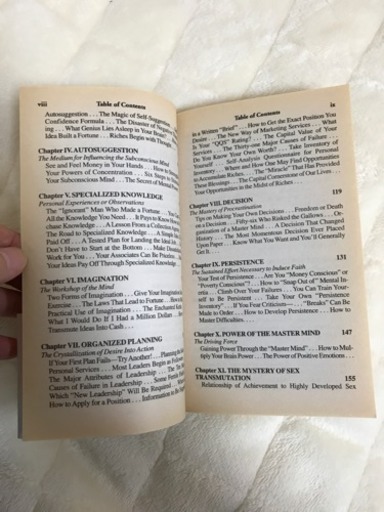 viii Table of Contents
Autosuggestion . . . The Magic of Self-Suggestion
Confidence Formula . . . The Disaster of Negative
ing . . . What Genius Lies Asleep in Your Brain?
Idea Built a Fortune . . . Riches Begin with Thought
Chapter IV. AUTOSUGGESTION
The Medium for Influencing the Subconscious Mind
See and Feel Money in Your Hands . . . How to Strengthen
Your Powers of Concentration . . . Six Steps
Your Subconscious Mind . . . The Secret of Mental
Chapter V. SPECIALIZED KNOWLEDGE
Personal Experiences or Observations
The "Ignorant" Man Who Made a Fortune . . . You
All the Knowledge You Need . . . It Pays to Know
chase Knowledge . . . A Lesson from a Collection Agency
The Road to Specialized Knowledge . . . A Simple
Paid Off . . . A Tested Plan for Landing the Ideal Job
Don't Have to Start at the Bottom . . . Make
Work for You . . . Your Associates Can Be Priceless
Your Ideas Pay Off Through Specialized Knowledge
Chapter VI. IMAGINATION
The Workshop of the Mind
Two Forms of Imagination . . . Give Your Imagination
Exercise . . . The Laws That Lead to Fortune . . . How to
Practical Use of Imagination . . . The Enchanted
What I Would Do If I Had a Million Dollars
Transmute Ideas Into Cash . . .
Chapter VII. ORGANIZED PLANNING
The Crystallization of Desire Into Action
If Your First Plan Fails—Try Another! . . . Planning the
Personal Services . . . Most Leaders Begin as
The Major Attributes of Leadership . . . The Ten
Causes of Failure in Leadership . . . Some Fertile
Which "New Leadership" Will Be Required
How to Apply for a Position . . . Information to Be
Table of Contents ix
in a Written "Brief" . . . How to Get the Exact Position You
Desire . . . The New Way of Marketing Services . . . What
Is Your "QQS" Rating? . . . The Capital Value of Your
Services . . . The Thirty-One Major Causes of Failure . . .
Do You Know Your Own Worth? . . . Take Inventory of
Yourself . . . Self-Analysis Questionnaire for Personal
Inventory . . . Where and How One May Find Opportunities
to Accumulate Riches . . . The "Miracle" That Has Provided
These Blessings . . . The Capital Cornerstone of Our Lives . . .
Your Opportunities in the Midst of Riches.
Chapter VIII. DECISION 119
The Mastery of Procrastination
Tips on Making Your Own Decisions . . . Freedom or Death
on a Decision . . . Fifty-six Who Risked the Gallows . . . Or-
ganization of a Master Mind . . . A Decision That Changed
History . . . The Most Momentous Decision Ever Placed
Upon Paper . . . Know What You Want and You'll Generally
Get It . . .
Chapter IX. PERSISTENCE 131
The Sustained Effort Necessary to Induce Faith
Your Test of Persistence . . . Are You "Money Conscious" or
"Poverty Conscious"? . . . How to "Snap Out of" Mental In-
ertia . . . Climb Over Your Failures . . . You Can Train Your-
self to Be Persistent . . . Take Your Own "Persistence
Inventory" . . . If You Fear Criticism— . . . "Breaks" Can Be
Made to Order . . . How to Develop Persistence . . . How to
Master Difficulties . . .
Chapter X. POWER OF THE MASTER MIND 147
The Driving Force
Gaining Power Through the "Master Mind" . . . How to Mul-
tiply Your Brain Power . . . The Power of Positive Emotions . . .
Chapter XI. THE MYSTERY OF SEX
TRANSMUTATION 155
Relationship of Achievement to Highly Developed Sex